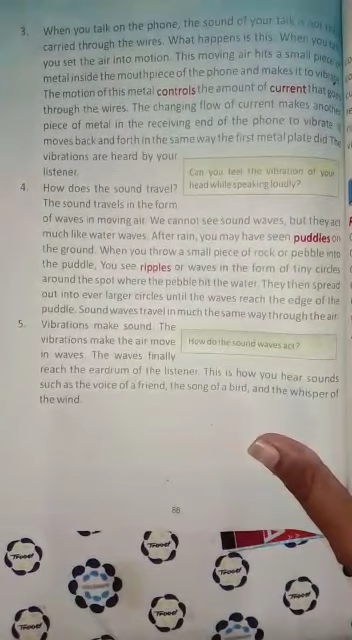 3. When you talk on the phone, the sound of your talk is not
carried through the wires. What happens is this. When you
you set the air into motion. This moving air hits a small piece
metal inside the mouthpiece of the phone and makes it to vibrate
The motion of this metal controls the amount of current that goes
through the wires. The changing flow of current makes another
piece of metal in the receiving end of the phone to vibrate
moves back and forth in the same way the first metal plate did The
vibrations are heard by your
listener.
Can you feel the vibration of your
head while speaking loudly?
4. How does the sound travel?
The sound travels in the form
of waves in moving air. We cannot see sound waves, but they act
much like water waves. After rain, you may have seen puddles on
the ground. When you throw a small piece of rock or pebble into
the puddle, You see ripples or waves in the form of tiny circles
around the spot where the pebble hit the water. They then spread
out into ever larger circles until the waves reach the edge of the
puddle. Sound waves travel in much the same way through the air.
5. Vibrations make sound. The
vibrations make the air move
in waves. The waves finally
How do the sound waves act?
reach the eardrum of the listener. This is how you hear sounds
such as the voice of a friend, the song of a bird, and the whisper of
the wind.
88